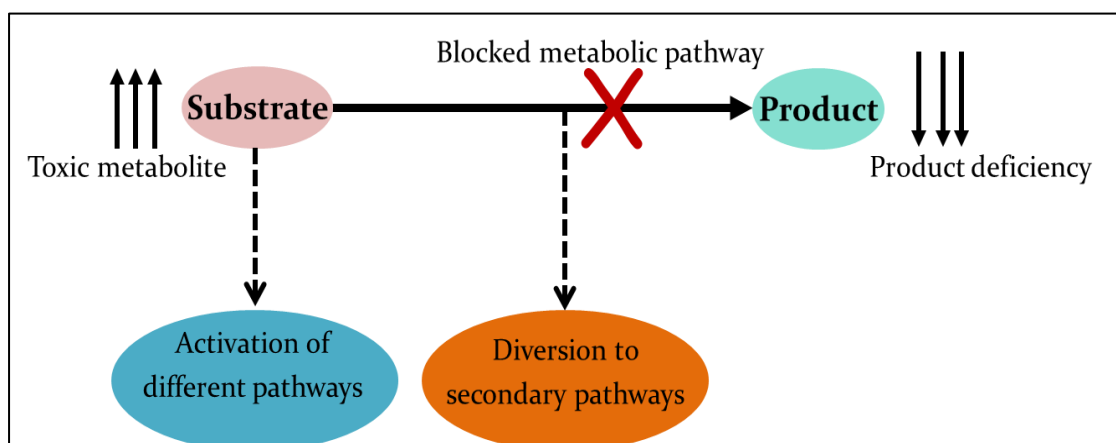 Blocked metabolic pathway
Substrate
Product
Toxic metabolite
Product deficiency
Activation of
different pathways
Diversion to
secondary pathways